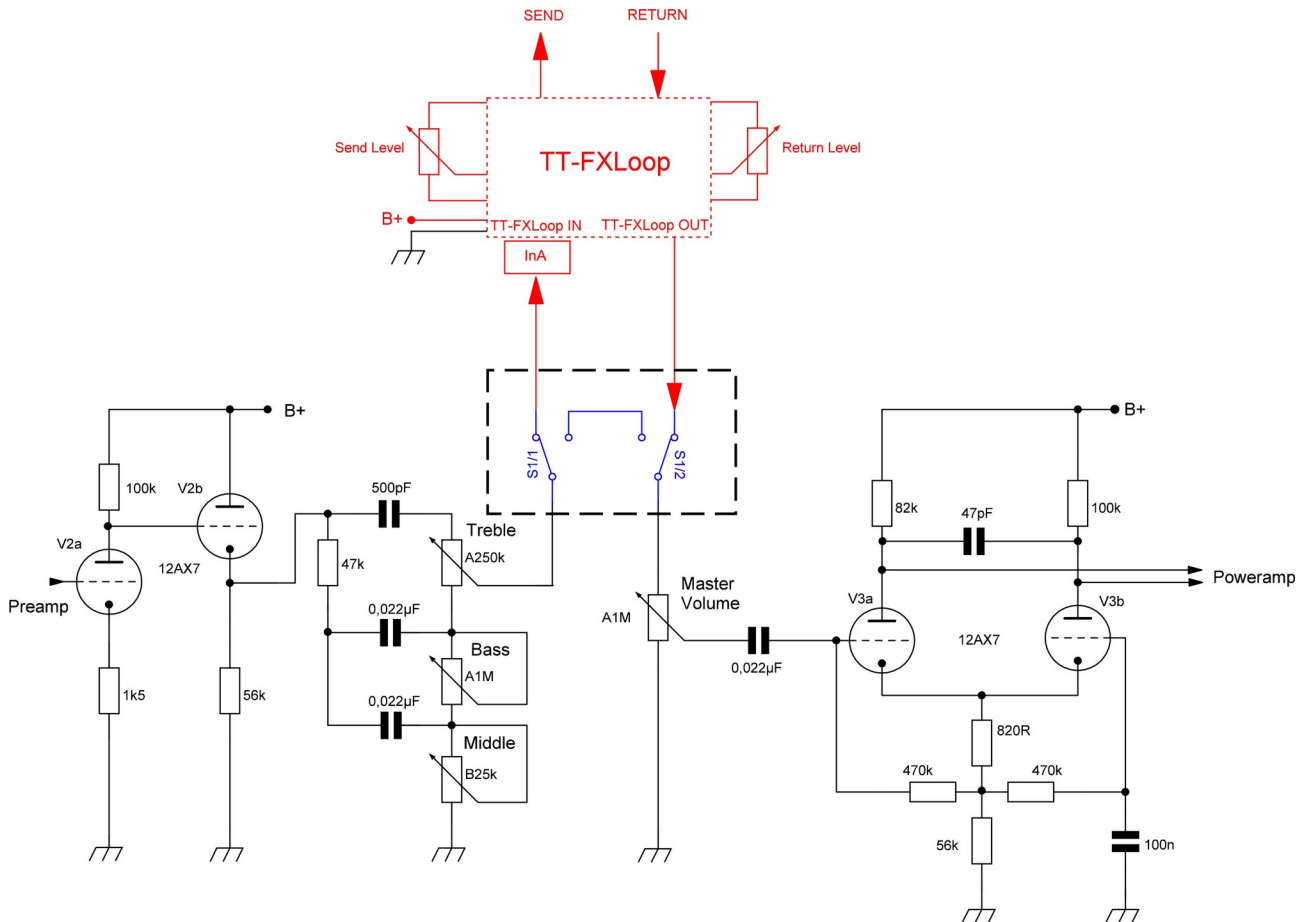 SEND
RETURN
Send Level
TT-FXLoop
Return Level
B+
TT-FXLoop IN
TT-FXLoop OUT
InA
B+
B+
S1/1
S1/2
100k
V2b
500pF
Treble
82k
47pF
100k
V2a
12AX7
47k
A250k
Poweramp
Preamp
Master
Volume
V3a
V3b
0,022µF
A1M
12AX7
Bass
0,022µF
1k5
56k
A1M
0,022µF
820R
Middle
B25k
470k
470k
56k
100n